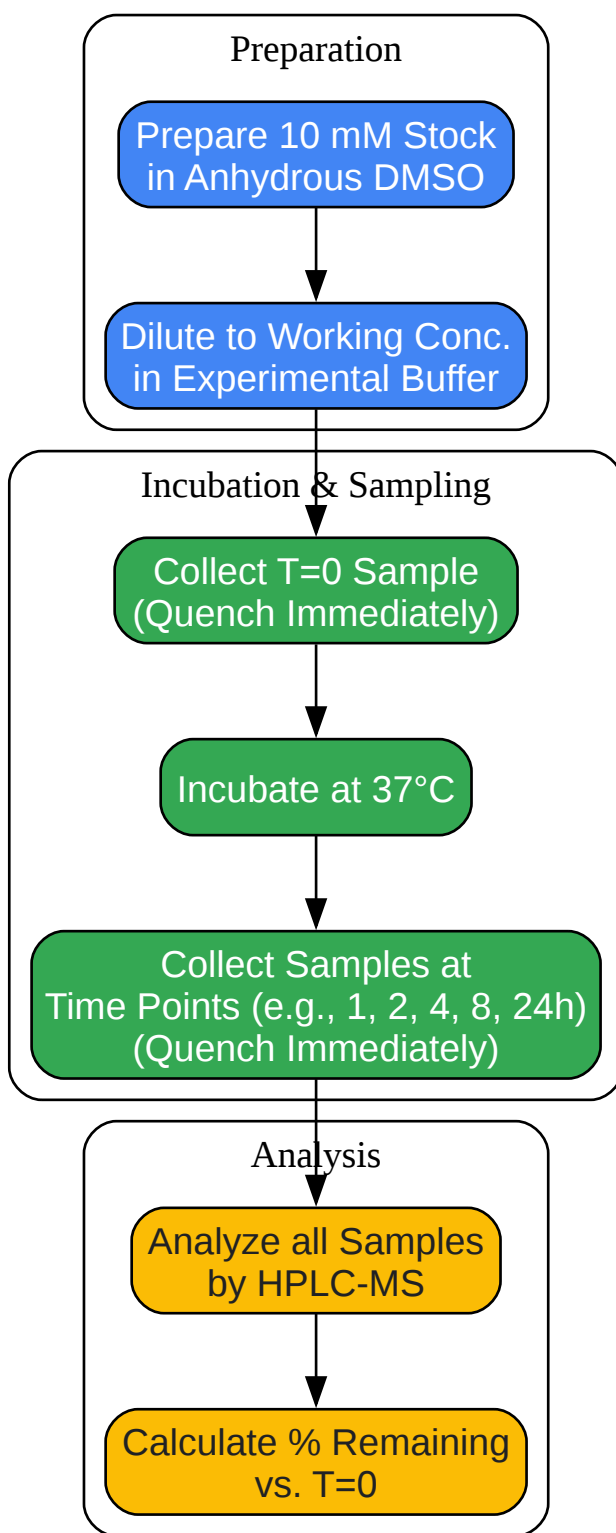 Preparation
Prepare 10 mM Stock
in Anhydrous DMSO
Dilute to Working Conc.
in Experimental Buffer
Incubation & Sampling
Collect T=0 Sample
(Quench Immediately)
Incubate at 37°C
Collect Samples at
Time Points (e.g., 1, 2, 4, 8, 24h)
(Quench Immediately)
Analysis
Analyze all Samples
by HPLC-MS
Calculate % Remaining
vs. T=0